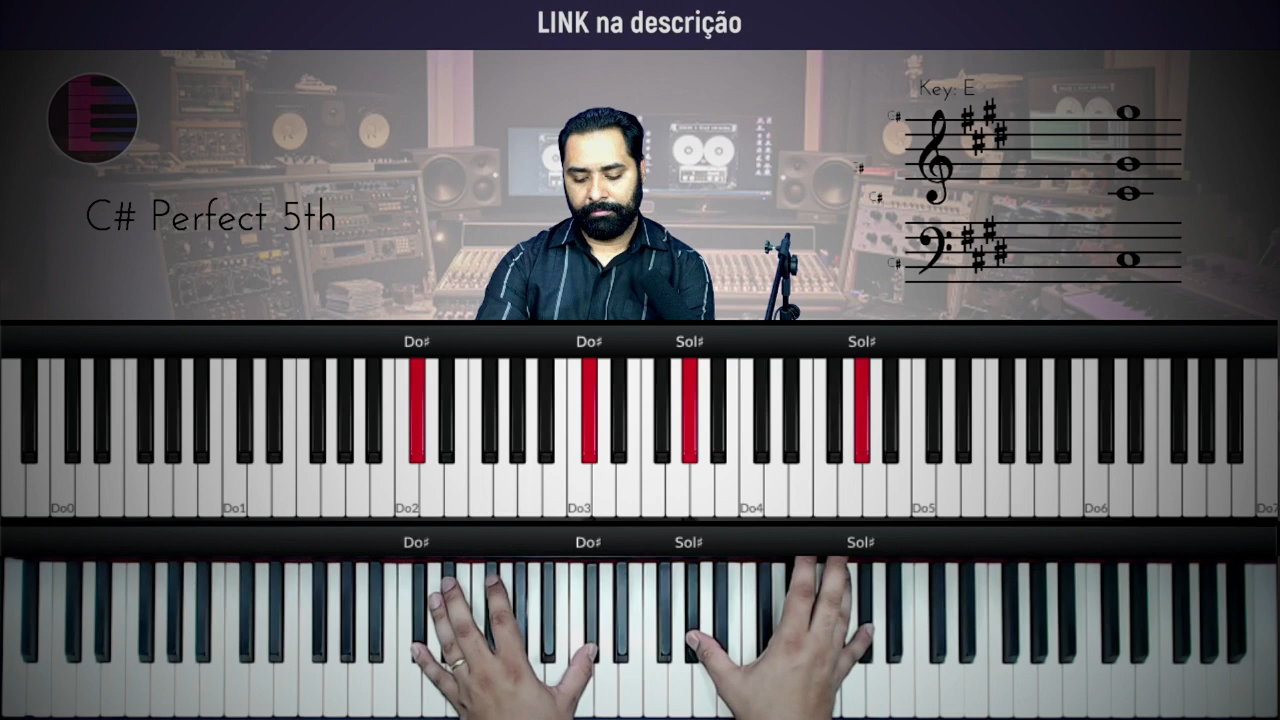 LINK na descrição
Key: E
C#
C#
C#
C#
C# Perfect 5th
Do♯ Do♯ Sol♯ Sol♯
Do0 Do1 Do2 Do3 Do4 Do5 Do6 Do7
Do♯ Do♯ Sol♯ Sol♯